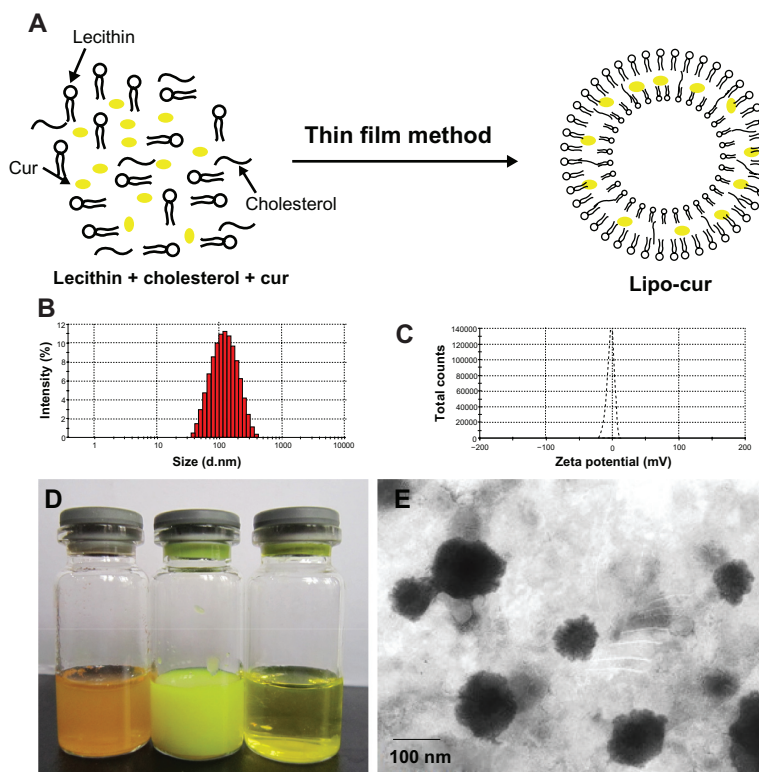 A
Lecithin
Cur
Cholesterol
Lecithin + cholesterol + cur
Thin film method
Lipo-cur
B
12
10
8
6
4
2
0
Intensity (%)
1
10
100
1000
10000
Size (d.nm)
C
140000
120000
100000
80000
60000
40000
20000
0
Total counts
−200
−100
0
100
200
Zeta potential (mV)
D
E
100 nm